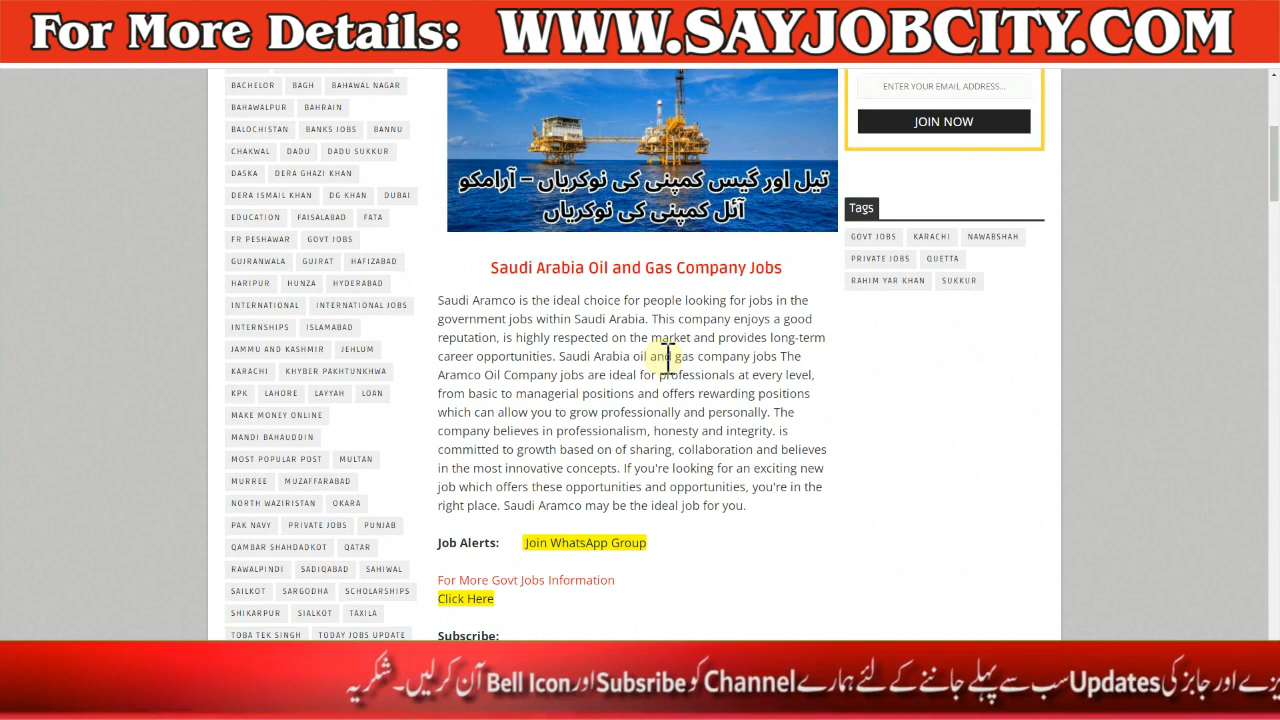 For More Details: WWW.SAYJOBCITY.COM
BACHELOR BAGH BAHAWAL NAGAR
BAHAWALPUR BAHRAIN
BALOCHISTAN BANKS JOBS BANNU
CHAKWAL DADU DADU SUKKUR
DASKA DERA GHAZI KHAN
DERA ISMAIL KHAN DG KHAN DUBAI
EDUCATION FAISALABAD FATA
FR PESHAWAR GOVT JOBS
GUJRANWALA GUJRAT HAFIZABAD
HARIPUR HUNZA HYDERABAD
INTERNATIONAL INTERNATIONAL JOBS
INTERNSHIPS ISLAMABAD
JAMMU AND KASHMIR JEHLUM
KARACHI KHYBER PAKHTUNKHWA
KPK LAHORE LAYYAH LOAN
MAKE MONEY ONLINE
MANDI BAHAUDDIN
MOST POPULAR POST MULTAN
MURREE MUZAFFARABAD
NORTH WAZIRISTAN OKARA
PAK NAVY PRIVATE JOBS PUNJAB
QAMBAR SHAHDADKOT QATAR
RAWALPINDI SADIQABAD SAHIWAL
SAILKOT SARGODHA SCHOLARSHIPS
SHIKARPUR SIALKOT TAXILA
TOBA TEK SINGH TODAY JOBS UPDATE
تیل اور گیس کمپنی کی نوکریاں – آرامکو
آئل کمپنی کی نوکریاں
Saudi Arabia Oil and Gas Company Jobs
Saudi Aramco is the ideal choice for people looking for jobs in the
government jobs within Saudi Arabia. This company enjoys a good
reputation, is highly respected on the market and provides long-term
career opportunities. Saudi Arabia oil and gas company jobs The
Aramco Oil Company jobs are ideal for professionals at every level,
from basic to managerial positions and offers rewarding positions
which can allow you to grow professionally and personally. The
company believes in professionalism, honesty and integrity. is
committed to growth based on of sharing, collaboration and believes
in the most innovative concepts. If you're looking for an exciting new
job which offers these opportunities and opportunities, you're in the
right place. Saudi Aramco may be the ideal job for you.
Job Alerts: Join WhatsApp Group
For More Govt Jobs Information
Click Here
Subscribe:
ENTER YOUR EMAIL ADDRESS...
JOIN NOW
Tags
GOVT JOBS KARACHI NAWABSHAH
PRIVATE JOBS QUETTA
RAHIM YAR KHAN SUKKUR
یزے اور جابز کی Updates سب سے پہلے جاننے کے لئے ہمارے Channel کو Subsribe اور Bell Icon آن کرلیں۔ شکریہ